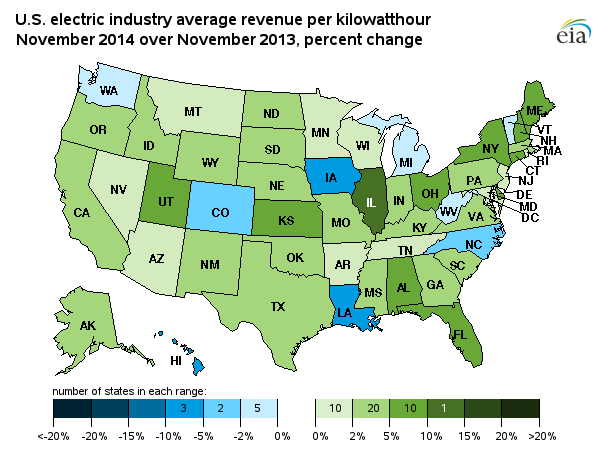 U.S. electric industry average revenue per kilowatthour
November 2014 over November 2013, percent change
eia
WA
MT
ND
MN
ME
OR
ID
SD
WI
MI
NY
VT
NH
MA
RI
CT
NJ
WY
IA
NE
PA
NV
UT
CO
IL
IN
OH
DE
MD
DC
WV
VA
CA
KS
MO
KY
NC
TN
AZ
NM
OK
AR
SC
MS
AL
GA
TX
LA
FL
AK
HI
number of states in each range:
3 2 5 10 20 10 1
<-20% -20% -15% -10% -5% -2% 0% 0% 2% 5% 10% 15% 20% >20%